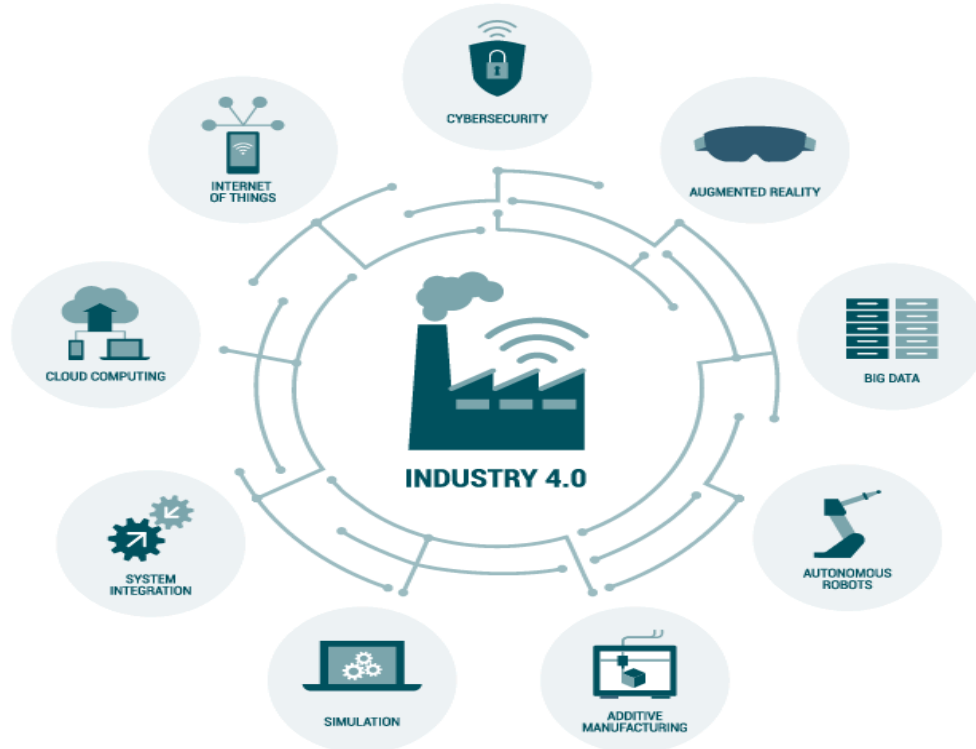 CYBERSECURITY
AUGMENTED REALITY
INTERNET
OF THINGS
CLOUD COMPUTING
BIG DATA
INDUSTRY 4.0
SYSTEM
INTEGRATION
AUTONOMOUS
ROBOTS
SIMULATION
ADDITIVE
MANUFACTURING